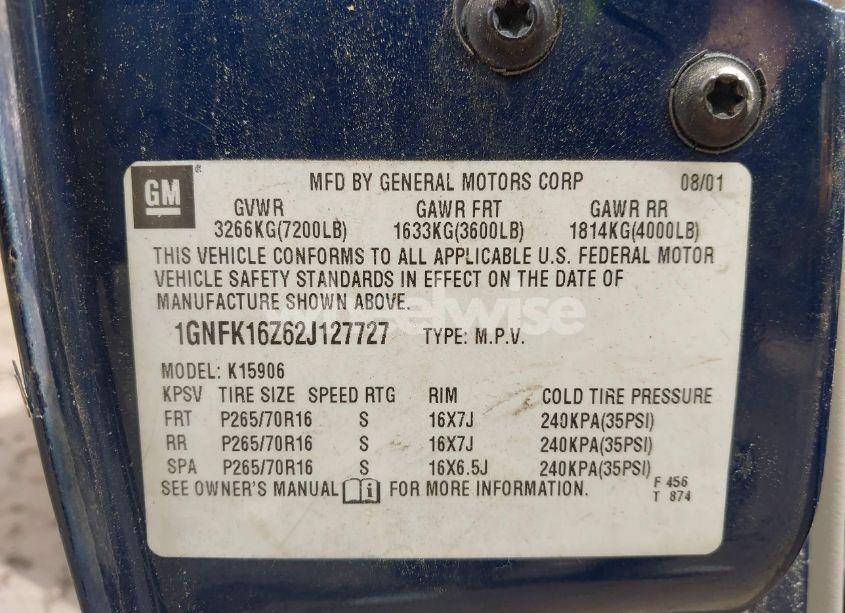 GM
MFD BY GENERAL MOTORS CORP 08/01
GVWR GAWR FRT GAWR RR
3266KG(7200LB) 1633KG(3600LB) 1814KG(4000LB)
THIS VEHICLE CONFORMS TO ALL APPLICABLE U.S. FEDERAL MOTOR
VEHICLE SAFETY STANDARDS IN EFFECT ON THE DATE OF
MANUFACTURE SHOWN ABOVE.
1GNFK16Z62J127727 TYPE: M.P.V.
MODEL: K15906
KPSV TIRE SIZE SPEED RTG RIM COLD TIRE PRESSURE
FRT P265/70R16 S 16X7J 240KPA(35PSI)
RR P265/70R16 S 16X7J 240KPA(35PSI)
SPA P265/70R16 S 16X6.5J 240KPA(35PSI)
SEE OWNER'S MANUAL FOR MORE INFORMATION.
F 456
T 874
wheelwise